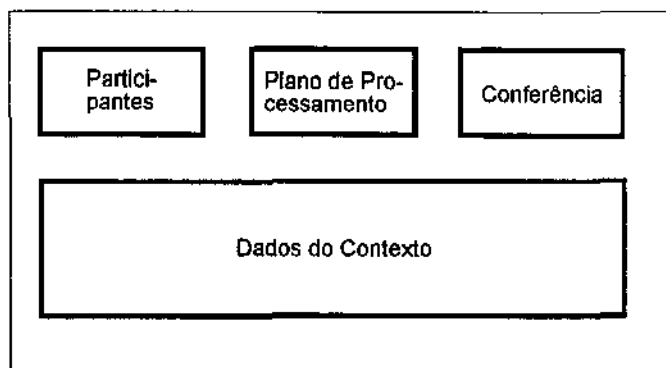 Partici-
pantes
Plano de Pro-
cessamento
Conferência
Dados do Contexto